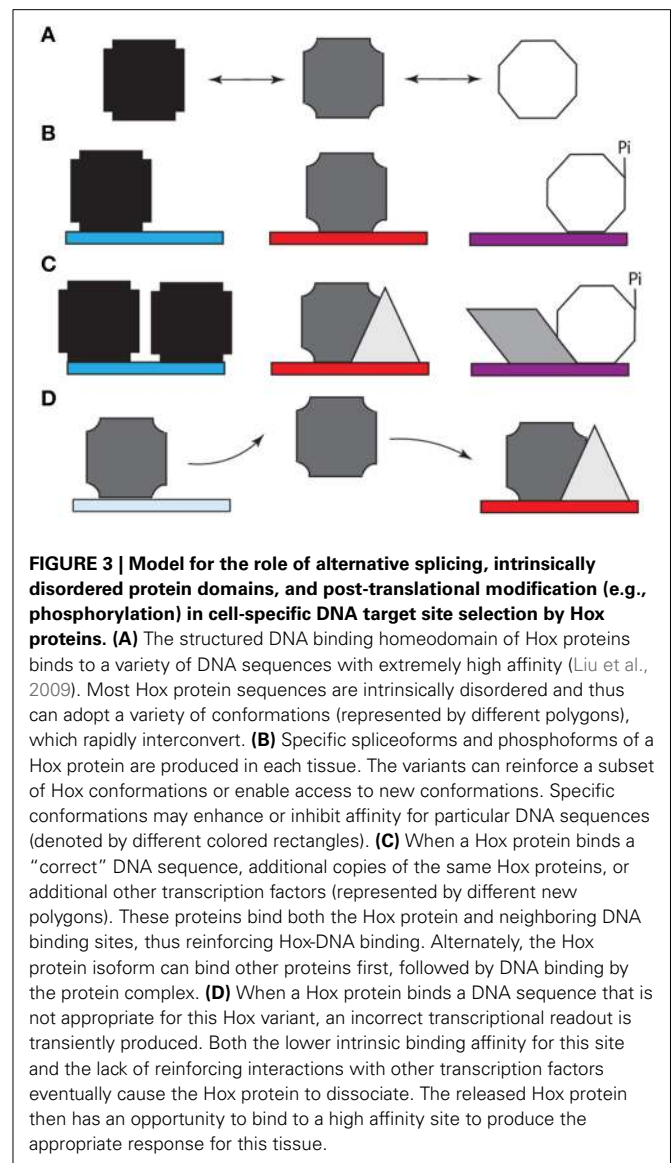 A
B
Pi
C
Pi
D
FIGURE 3 | Model for the role of alternative splicing, intrinsically
disordered protein domains, and post-translational modification (e.g.,
phosphorylation) in cell-specific DNA target site selection by Hox
proteins. (A) The structured DNA binding homeodomain of Hox proteins
binds to a variety of DNA sequences with extremely high affinity (Liu et al.,
2009). Most Hox protein sequences are intrinsically disordered and thus
can adopt a variety of conformations (represented by different polygons),
which rapidly interconvert. (B) Specific spliceoforms and phosphoforms of a
Hox protein are produced in each tissue. The variants can reinforce a subset
of Hox conformations or enable access to new conformations. Specific
conformations may enhance or inhibit affinity for particular DNA sequences
(denoted by different colored rectangles). (C) When a Hox protein binds a
“correct” DNA sequence, additional copies of the same Hox proteins, or
additional other transcription factors (represented by different new
polygons). These proteins bind both the Hox protein and neighboring DNA
binding sites, thus reinforcing Hox-DNA binding. Alternately, the Hox
protein isoform can bind other proteins first, followed by DNA binding by
the protein complex. (D) When a Hox protein binds a DNA sequence that is
not appropriate for this Hox variant, an incorrect transcriptional readout is
transiently produced. Both the lower intrinsic binding affinity for this site
and the lack of reinforcing interactions with other transcription factors
eventually cause the Hox protein to dissociate. The released Hox protein
then has an opportunity to bind to a high affinity site to produce the
appropriate response for this tissue.